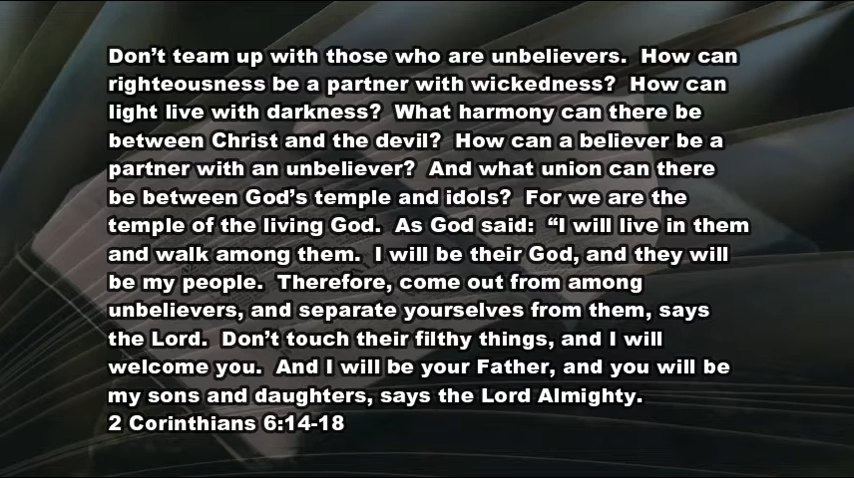 Don’t team up with those who are unbelievers.  How can
righteousness be a partner with wickedness?  How can
light live with darkness?  What harmony can there be
between Christ and the devil?  How can a believer be a
partner with an unbeliever?  And what union can there
be between God’s temple and idols?  For we are the
temple of the living God.  As God said:  “I will live in them
and walk among them.  I will be their God, and they will
be my people.  Therefore, come out from among
unbelievers, and separate yourselves from them, says
the Lord.  Don’t touch their filthy things, and I will
welcome you.  And I will be your Father, and you will be
my sons and daughters, says the Lord Almighty.
2 Corinthians 6:14-18